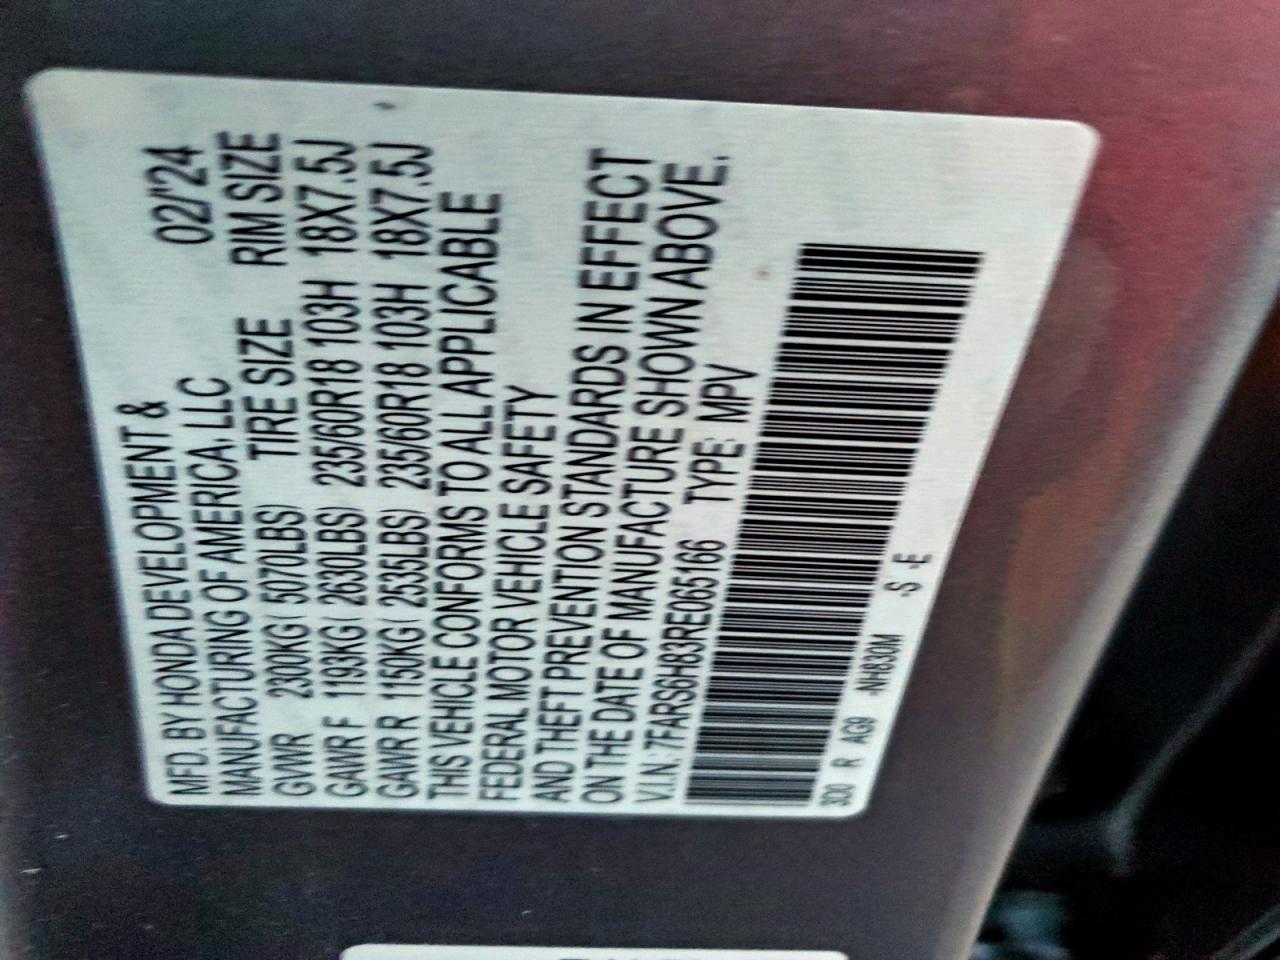 MFD. BY HONDA DEVELOPMENT &
MANUFACTURING OF AMERICA, LLC 02/'24
GVWR 2300KG( 5070LBS) TIRE SIZE RIM SIZE
GAWR F 1193KG( 2630LBS) 235/60R18 103H 18X7.5J
GAWR R 1150KG( 2535LBS) 235/60R18 103H 18X7.5J
THIS VEHICLE CONFORMS TO ALL APPLICABLE
FEDERAL MOTOR VEHICLE SAFETY
AND THEFT PREVENTION STANDARDS IN EFFECT
ON THE DATE OF MANUFACTURE SHOWN ABOVE.
V.I.N.: 7FARS6H83RE065166 TYPE: MPV
3D0 R AG9 -NH830M -S E